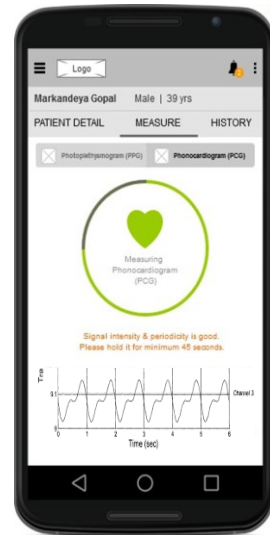 Logo
Markandeya Gopal Male | 39 yrs
PATIENT DETAIL MEASURE HISTORY
Photoplethysmogram (PPG) Phonocardiogram (PCG)
Measuring
Phonocardiogram
(PCG)
Signal intensity & periodicity is good.
Please hold it for minimum 45 seconds.
9.1 Channel 3
0 1 2 3 4 5 6
Time (sec)